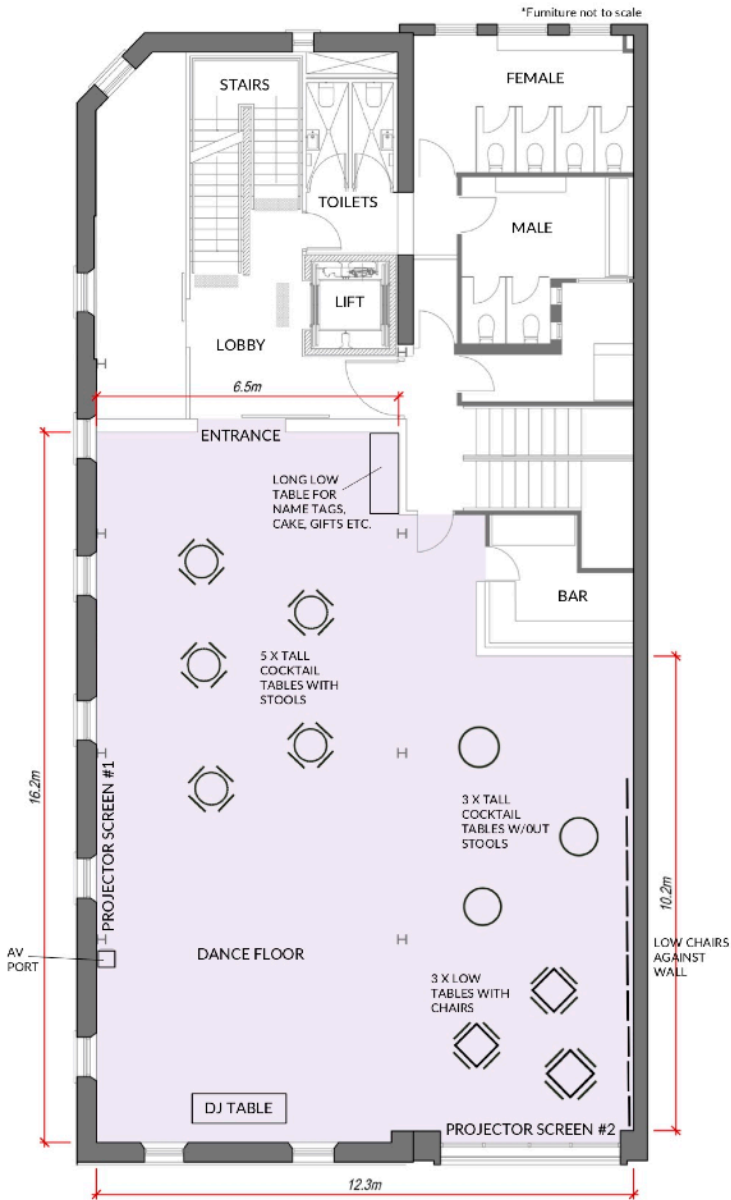 *Furniture not to scale
STAIRS
FEMALE
TOILETS
MALE
LIFT
LOBBY
6.5m
ENTRANCE
LONG LOW
TABLE FOR
NAME TAGS,
CAKE, GIFTS ETC.
BAR
5 X TALL
COCKTAIL
TABLES WITH
STOOLS
16.2m
PROJECTOR SCREEN #1
3 X TALL
COCKTAIL
TABLES W/0UT
STOOLS
10.2m
AV
PORT
DANCE FLOOR
LOW CHAIRS
AGAINST
WALL
3 X LOW
TABLES WITH
CHAIRS
DJ TABLE
PROJECTOR SCREEN #2
12.3m